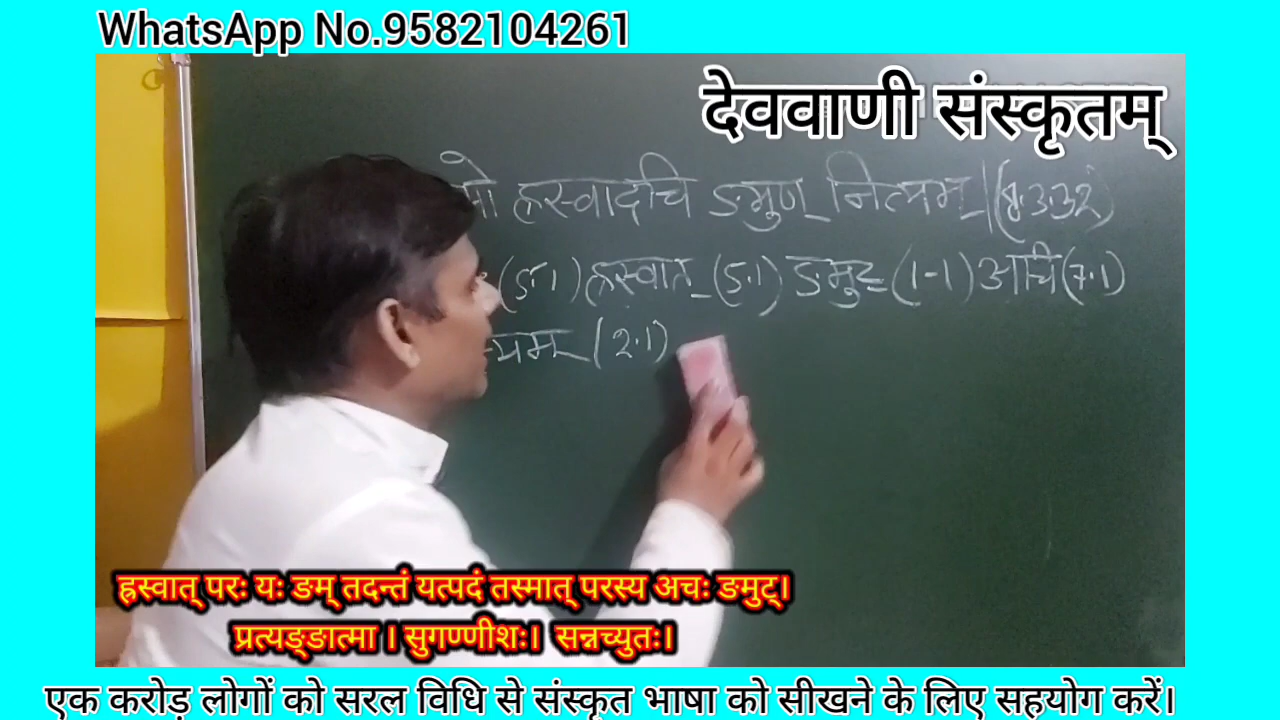 WhatsApp No.9582104261
देववाणी संस्कृतम्
ह्रस्वादचि ङमुण् नित्यम् । (8.3.32)
(5.1) ह्रस्वात् (5.1) ङमुट् (1-1) अचि (7.1)
(2.1)
ह्रस्वात् परः यः ङम् तदन्तं यत्पदं तस्मात् परस्य अचः ङमुट्।
प्रत्यङ्ङात्मा । सुगण्णीशः। सन्नच्युतः।
एक करोड़ लोगों को सरल विधि से संस्कृत भाषा को सीखने के लिए सहयोग करें।